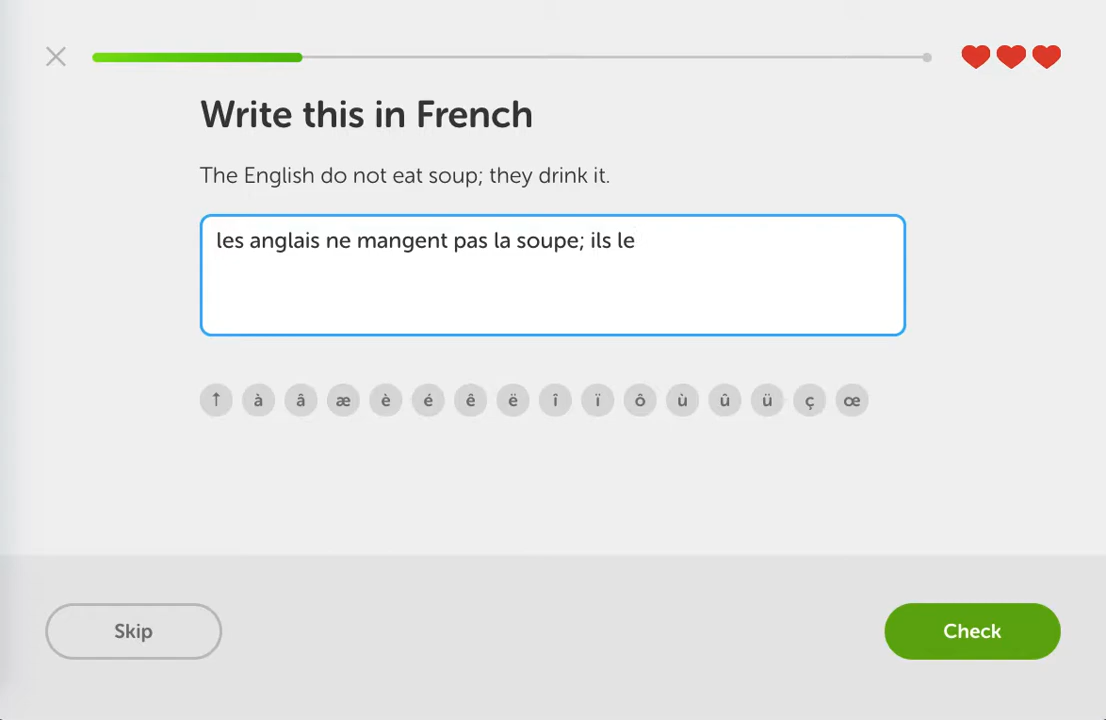 Write this in French
The English do not eat soup; they drink it.
les anglais ne mangent pas la soupe; ils le
↑ à â æ è é ê ë î ï ô ù û ü ç œ
Skip
Check